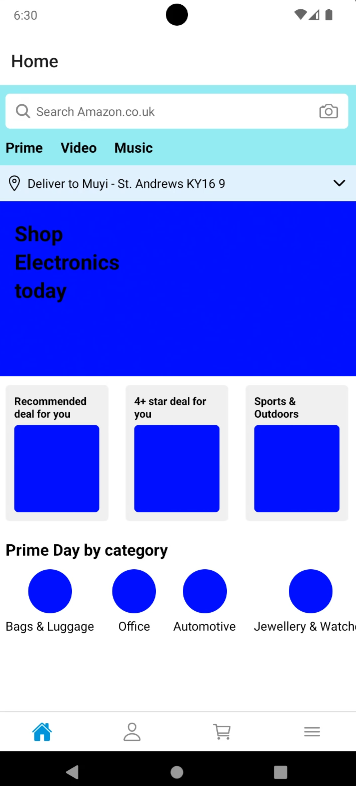 6:30
Home
Search Amazon.co.uk
Prime Video Music
Deliver to Muyi - St. Andrews KY16 9
Shop
Electronics
today
Recommended
deal for you
4+ star deal for
you
Sports &
Outdoors
Prime Day by category
Bags & Luggage Office Automotive Jewellery & Watche